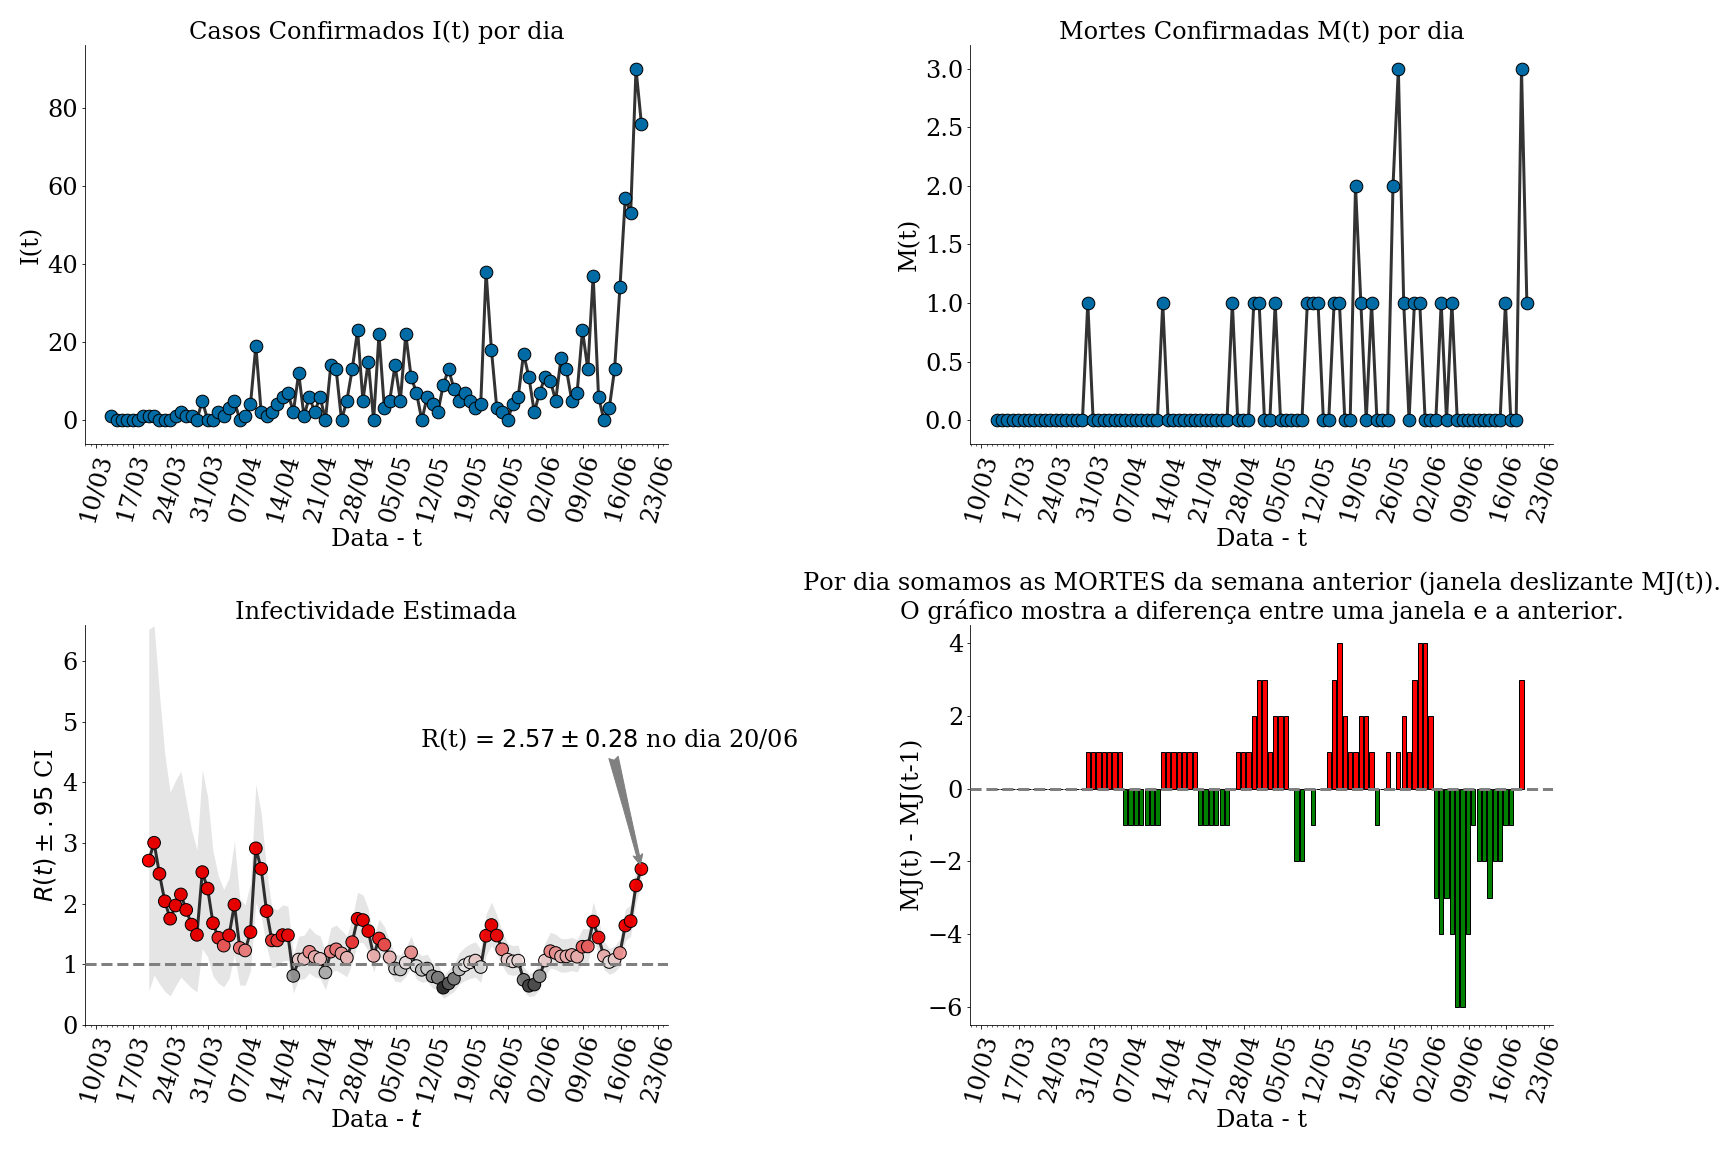 Casos Confirmados I(t) por dia
I(t)
80
60
40
20
0
10/03 17/03 24/03 31/03 07/04 14/04 21/04 28/04 05/05 12/05 19/05 26/05 02/06 09/06 16/06 23/06
Data - t
Mortes Confirmadas M(t) por dia
M(t)
3.0
2.5
2.0
1.5
1.0
0.5
0.0
10/03 17/03 24/03 31/03 07/04 14/04 21/04 28/04 05/05 12/05 19/05 26/05 02/06 09/06 16/06 23/06
Data - t
Infectividade Estimada
R(t) ± .95 CI
6
5
4
3
2
1
0
R(t) = 2.57 ± 0.28 no dia 20/06
10/03 17/03 24/03 31/03 07/04 14/04 21/04 28/04 05/05 12/05 19/05 26/05 02/06 09/06 16/06 23/06
Data - t
Por dia somamos as MORTES da semana anterior (janela deslizante MJ(t)).
O gráfico mostra a diferença entre uma janela e a anterior.
MJ(t) - MJ(t-1)
4
2
0
−2
−4
−6
10/03 17/03 24/03 31/03 07/04 14/04 21/04 28/04 05/05 12/05 19/05 26/05 02/06 09/06 16/06 23/06
Data - t